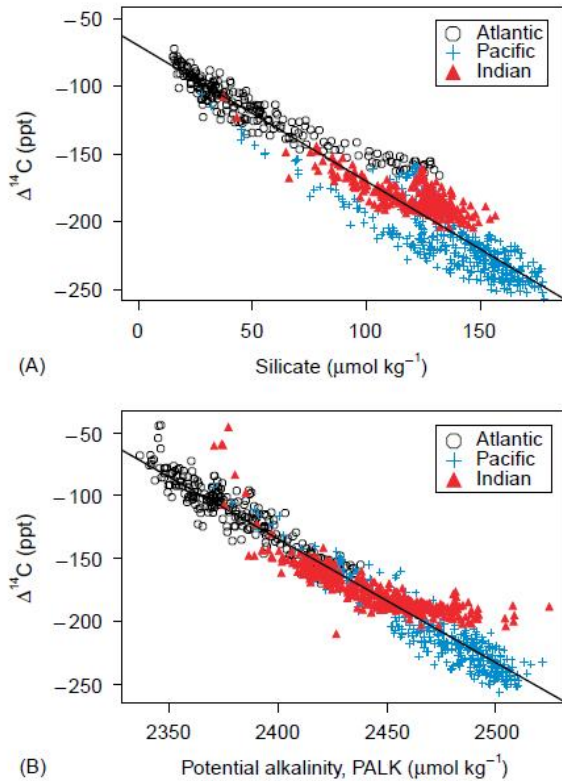 −50
−100
−150
−200
−250
Δ¹⁴C (ppt)
Atlantic
Pacific
Indian
0 50 100 150
(A) Silicate (μmol kg⁻¹)
−50
−100
−150
−200
−250
Δ¹⁴C (ppt)
Atlantic
Pacific
Indian
2350 2400 2450 2500
(B) Potential alkalinity, PALK (μmol kg⁻¹)